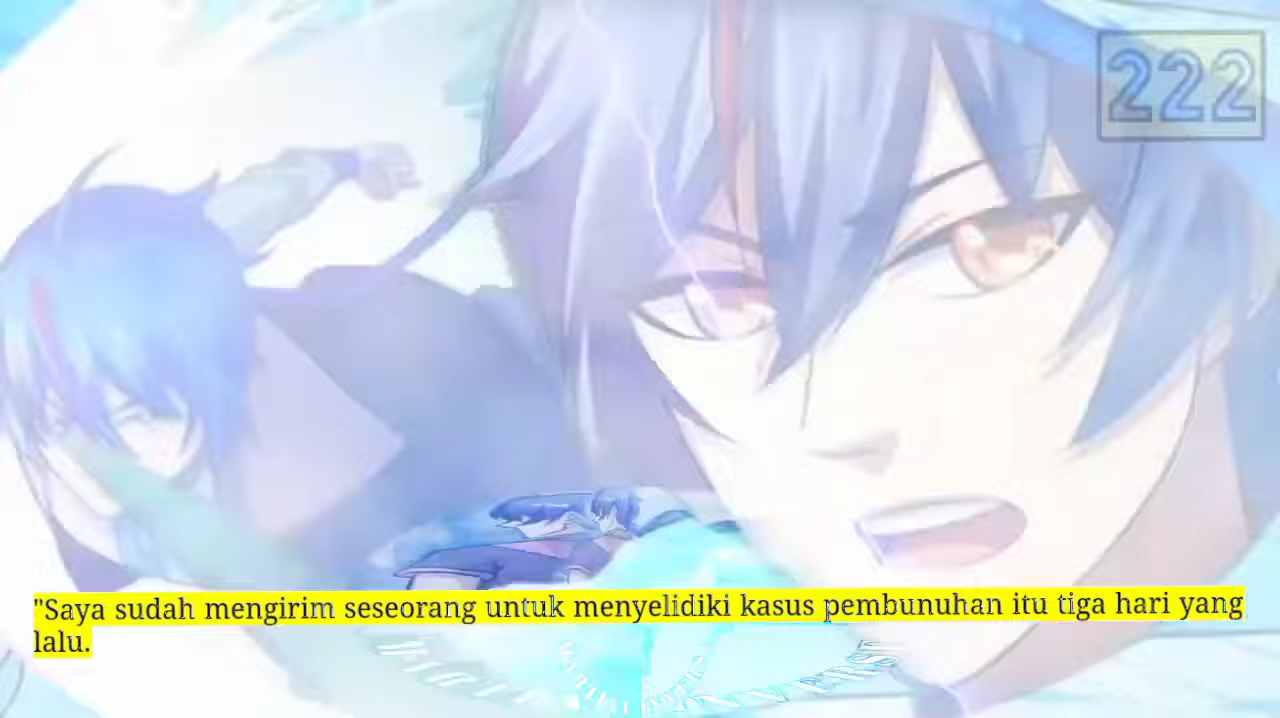 222
"Saya sudah mengirim seseorang untuk menyelidiki kasus pembunuhan itu tiga hari yang
lalu.